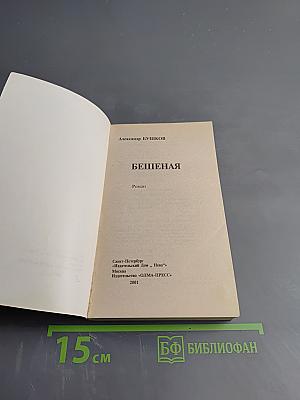 Александр БУШКОВ
БЕШЕНАЯ
Роман
Санкт-Петербург
«Издательский Дом „Нева"»
Москва
Издательство «ОЛМА-ПРЕСС»
2001
15 см
БФ БИБЛИОФАН